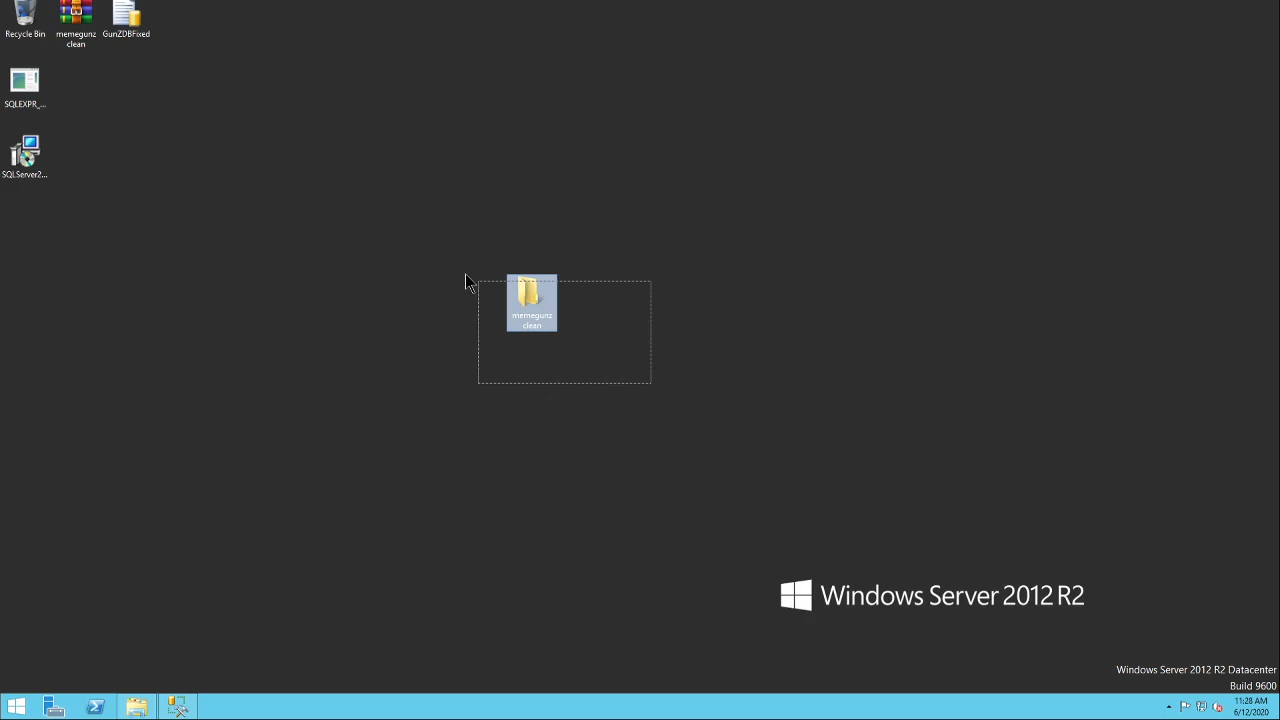 Recycle Bin
memegunz
clean
GunZDBFixed
SQLEXPR_...
SQLServer2...
memegunz
clean
Windows Server 2012 R2
Windows Server 2012 R2 Datacenter
Build 9600
11:28 AM
6/12/2020